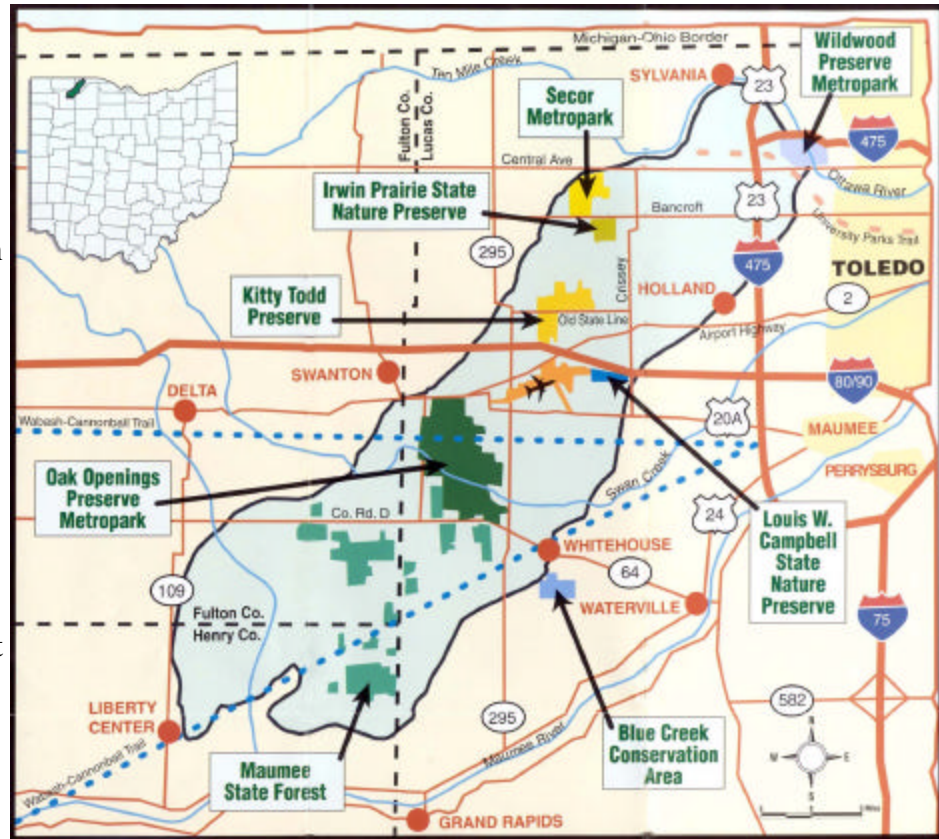 Michigan-Ohio Border
Wildwood
Preserve
Metropark
Ten Mile Creek
SYLVANIA
23
Secor
Metropark
475
Fulton Co.
Lucas Co.
Central Ave
Ottawa River
Irwin Prairie State
Nature Preserve
Bancroft
23
University Parks Trail
295
475
TOLEDO
Crissey
Kitty Todd
Preserve
HOLLAND
2
Old State Line
Airport Highway
SWANTON
80/90
DELTA
20A
Wabash-Cannonball Trail
MAUMEE
Oak Openings
Preserve
Metropark
PERRYSBURG
Swan Creek
Co. Rd. D
24
Louis W.
Campbell
State
Nature
Preserve
WHITEHOUSE
64
109
WATERVILLE
Fulton Co.
Henry Co.
75
582
LIBERTY
CENTER
295
N
W
E
S
Blue Creek
Conservation
Area
Maumee River
Wabash-Cannonball Trail
Maumee
State Forest
GRAND RAPIDS